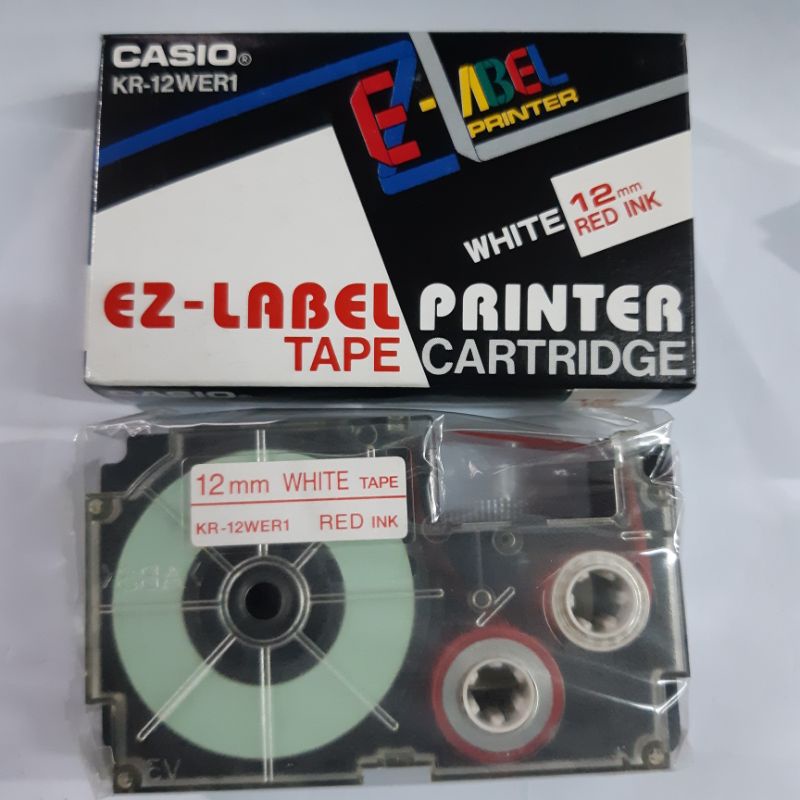 CASIO®
KR-12WER1
EZ-LABEL
PRINTER
WHITE 12mm
RED INK
EZ-LABEL PRINTER
TAPE CARTRIDGE
CASIO®
12mm WHITE TAPE
KR-12WER1 RED INK